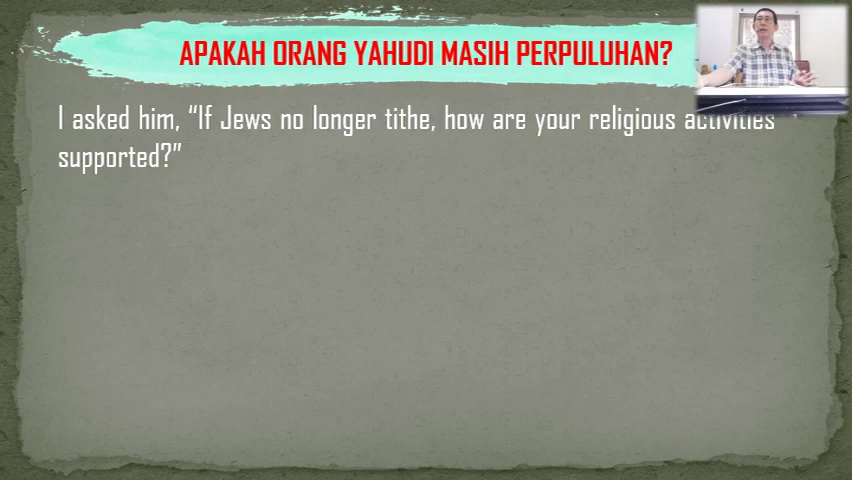 APAKAH ORANG YAHUDI MASIH PERPULUHAN?
I asked him, “If Jews no longer tithe, how are your religious activities
supported?”